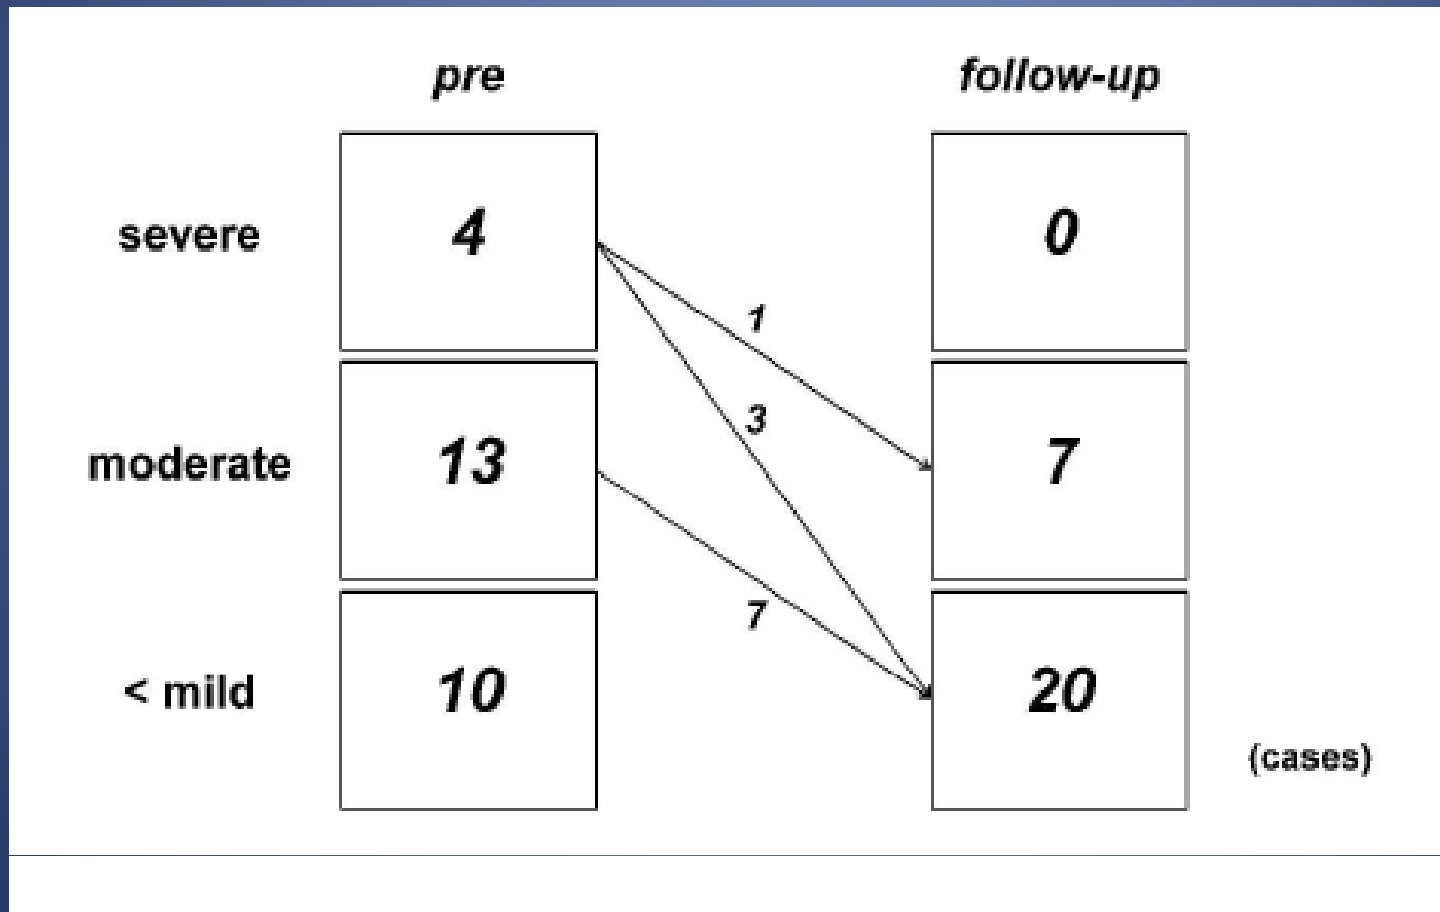 pre follow-up
severe 4 0
1
3
moderate 13 7
7
< mild 10 20
(cases)